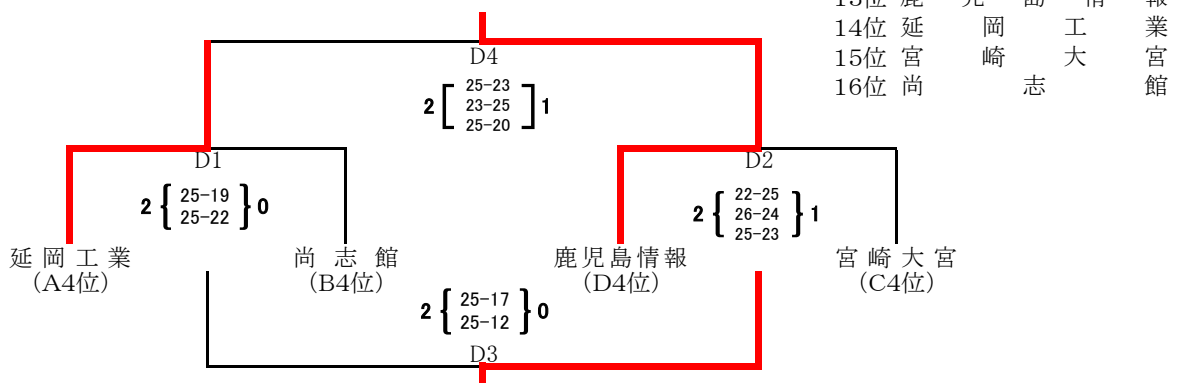 14位 延岡工業
15位 宮崎大宮
16位 尚志館
D4
2 [ 25-23 ] 1
23-25
25-20
D1
2 { 25-19 } 0
25-22
D2
2 { 22-25 } 1
26-24
25-23
延岡工業
(A4位)
尚志館
(B4位)
鹿児島情報
(D4位)
宮崎大宮
(C4位)
2 { 25-17 } 0
25-12
D3